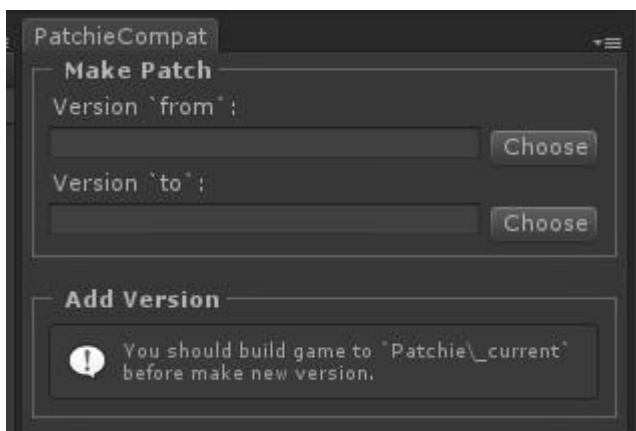 PatchieCompat
Make Patch
Version `from`:
Choose
Version `to`:
Choose
Add Version
You should build game to `Patchie\_current`
before make new version.